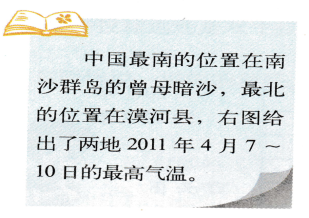 中国最南的位置在南
沙群岛的曾母暗沙，最北
的位置在漠河县，右图给
出了两地 2011 年 4 月 7 ～
10 日的最高气温。